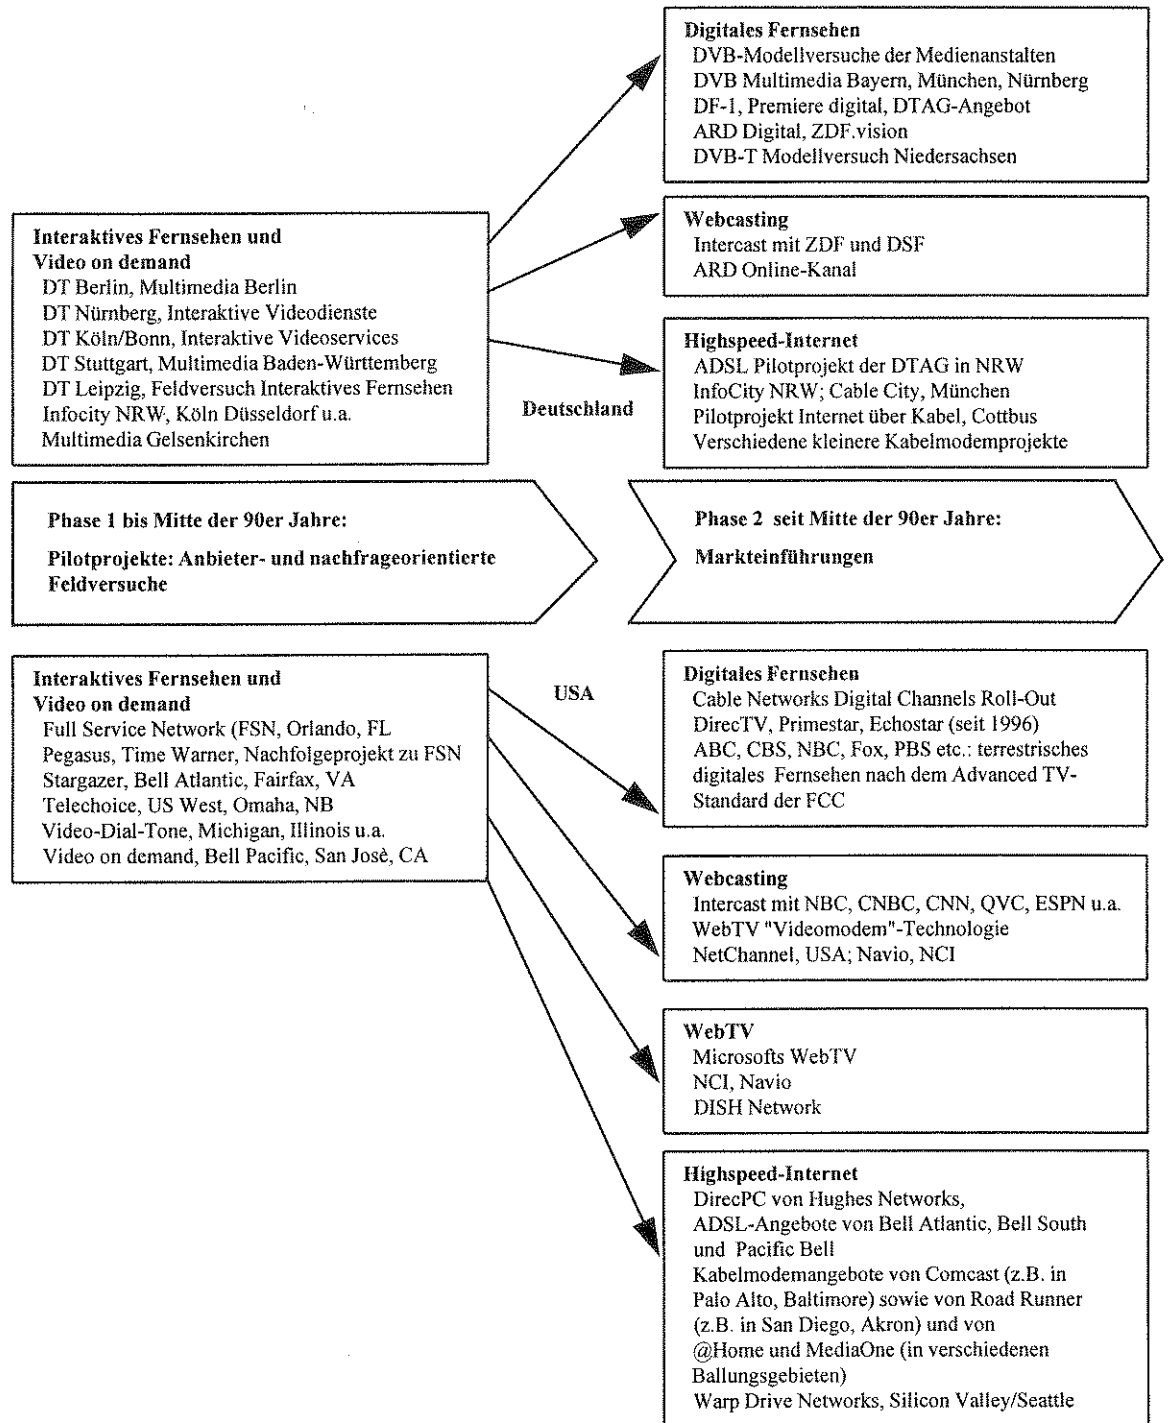 Digitales Fernsehen
DVB-Modellversuche der Medienanstalten
DVB Multimedia Bayern, München, Nürnberg
DF-1, Premiere digital, DTAG-Angebot
ARD Digital, ZDF.vision
DVB-T Modellversuch Niedersachsen
Interaktives Fernsehen und
Video on demand
DT Berlin, Multimedia Berlin
DT Nürnberg, Interaktive Videodienste
DT Köln/Bonn, Interaktive Videoservices
DT Stuttgart, Multimedia Baden-Württemberg
DT Leipzig, Feldversuch Interaktives Fernsehen
Infocity NRW, Köln Düsseldorf u.a.
Multimedia Gelsenkirchen
Webcasting
Intercast mit ZDF und DSF
ARD Online-Kanal
Deutschland
Highspeed-Internet
ADSL Pilotprojekt der DTAG in NRW
InfoCity NRW; Cable City, München
Pilotprojekt Internet über Kabel, Cottbus
Verschiedene kleinere Kabelmodemprojekte
Phase 1 bis Mitte der 90er Jahre:
Pilotprojekte: Anbieter- und nachfrageorientierte
Feldversuche
Phase 2 seit Mitte der 90er Jahre:
Markteinführungen
Interaktives Fernsehen und
Video on demand
Full Service Network (FSN, Orlando, FL
Pegasus, Time Warner, Nachfolgeprojekt zu FSN
Stargazer, Bell Atlantic, Fairfax, VA
Telechoice, US West, Omaha, NB
Video-Dial-Tone, Michigan, Illinois u.a.
Video on demand, Bell Pacific, San Josè, CA
USA
Digitales Fernsehen
Cable Networks Digital Channels Roll-Out
DirecTV, Primestar, Echostar (seit 1996)
ABC, CBS, NBC, Fox, PBS etc.: terrestrisches
digitales Fernsehen nach dem Advanced TV-
Standard der FCC
Webcasting
Intercast mit NBC, CNBC, CNN, QVC, ESPN u.a.
WebTV "Videomodem"-Technologie
NetChannel, USA; Navio, NCI
WebTV
Microsofts WebTV
NCI, Navio
DISH Network
Highspeed-Internet
DirecPC von Hughes Networks,
ADSL-Angebote von Bell Atlantic, Bell South
und Pacific Bell
Kabelmodemangebote von Comcast (z.B. in
Palo Alto, Baltimore) sowie von Road Runner
(z.B. in San Diego, Akron) und von
@Home und MediaOne (in verschiedenen
Ballungsgebieten)
Warp Drive Networks, Silicon Valley/Seattle